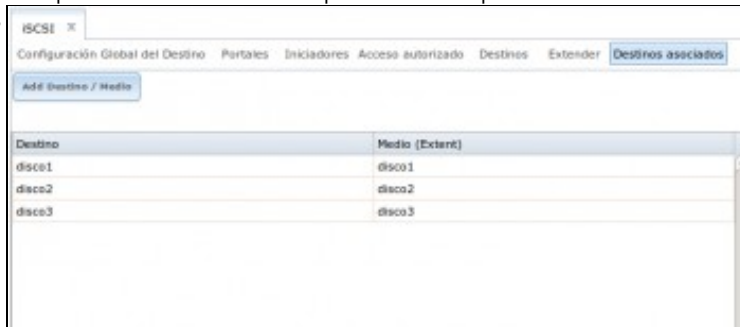 iSCSI
Configuración Global del Destino Portales Iniciadores Acceso autorizado Destinos Extender Destinos asociados
Add Destino / Medio
Destino Medio (Extent)
disco1 disco1
disco2 disco2
disco3 disco3